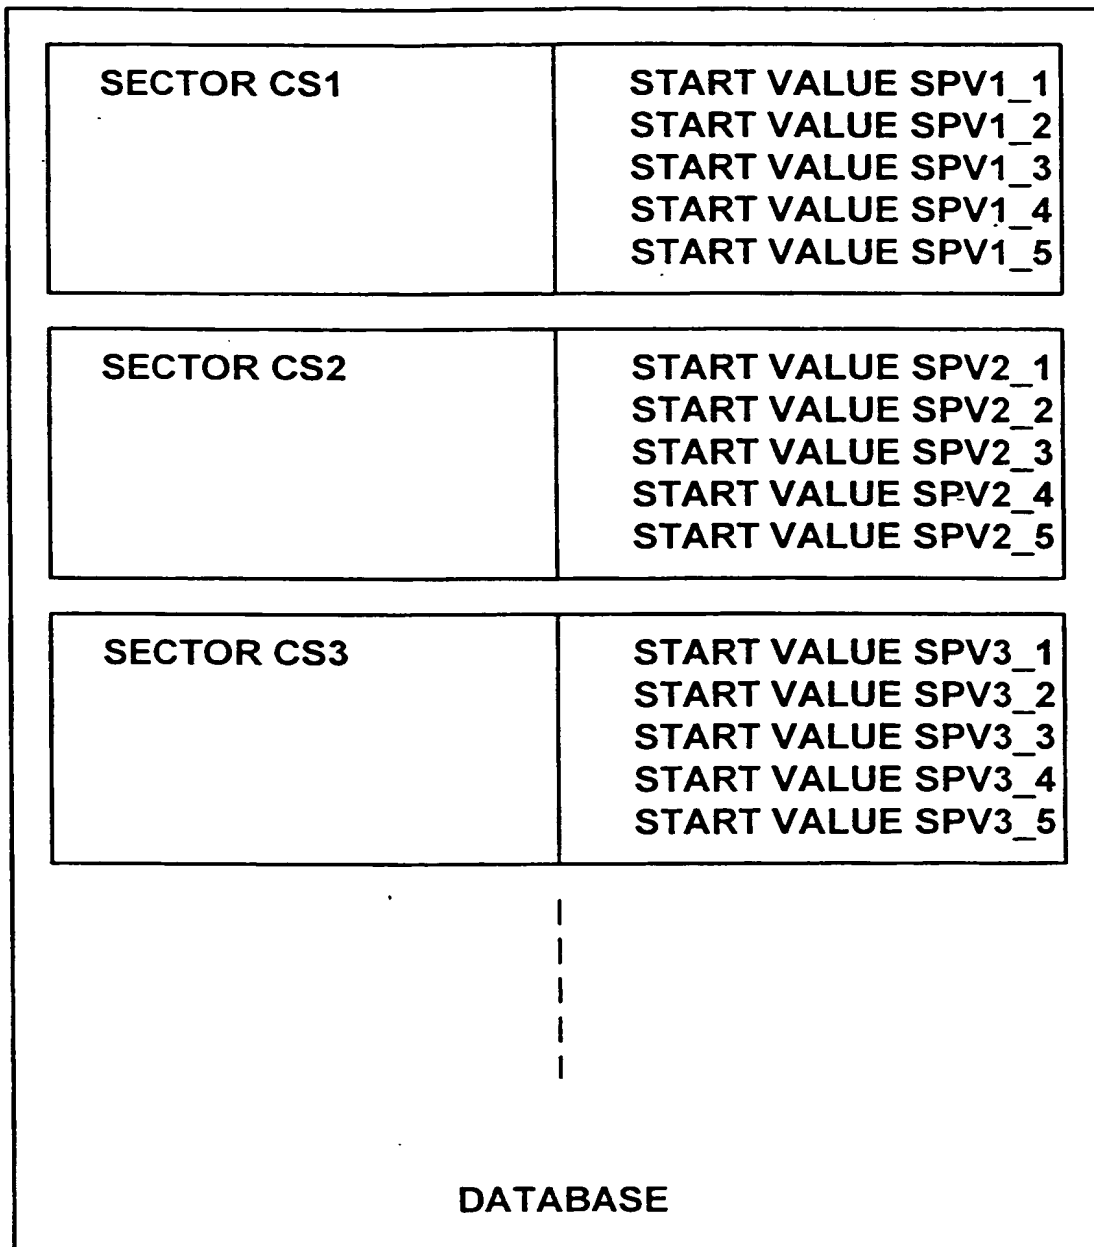 SECTOR CS1
START VALUE SPV1_1
START VALUE SPV1_2
START VALUE SPV1_3
START VALUE SPV1_4
START VALUE SPV1_5
SECTOR CS2
START VALUE SPV2_1
START VALUE SPV2_2
START VALUE SPV2_3
START VALUE SPV2_4
START VALUE SPV2_5
SECTOR CS3
START VALUE SPV3_1
START VALUE SPV3_2
START VALUE SPV3_3
START VALUE SPV3_4
START VALUE SPV3_5
DATABASE